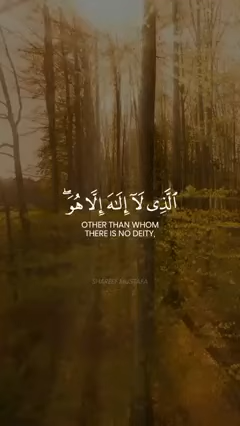 ٱلَّذِى لَآ إِلَـٰهَ إِلَّا هُوَ ۖ
OTHER THAN WHOM
THERE IS NO DEITY,